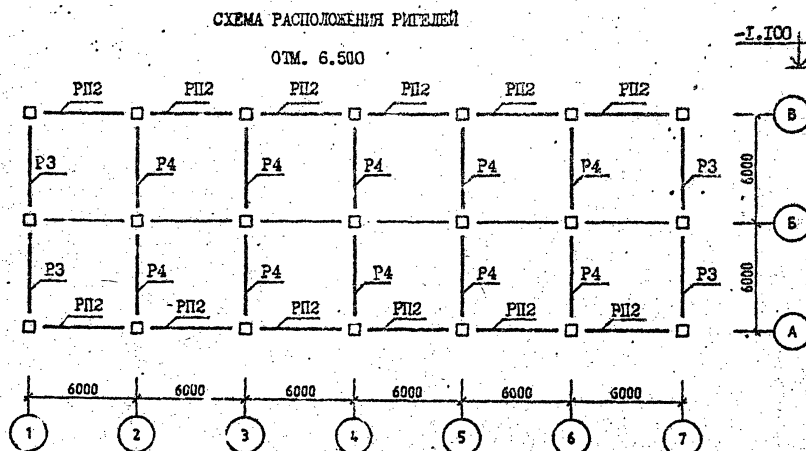 СХЕМА РАСПОЛОЖЕНИЯ РИГЕЛЕЙ
-1.100
ОТМ. 6.500
РП2 РП2 РП2 РП2 РП2 РП2
В
Р3 Р4 Р4 Р4 Р4 Р4 Р3
6000
Б
Р3 Р4 Р4 Р4 Р4 Р4 Р3
6000
РП2 РП2 РП2 РП2 РП2 РП2
А
6000 6000 6000 6000 6000 6000
1 2 3 4 5 6 7